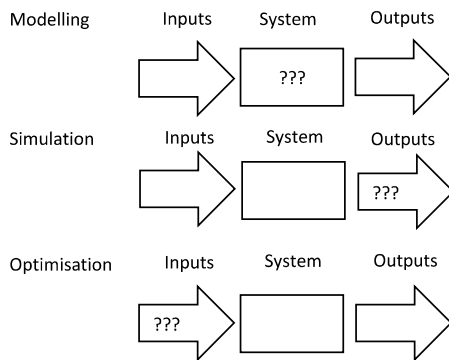 Modelling Inputs System Outputs
???
Simulation Inputs System Outputs
???
Optimisation Inputs System Outputs
???